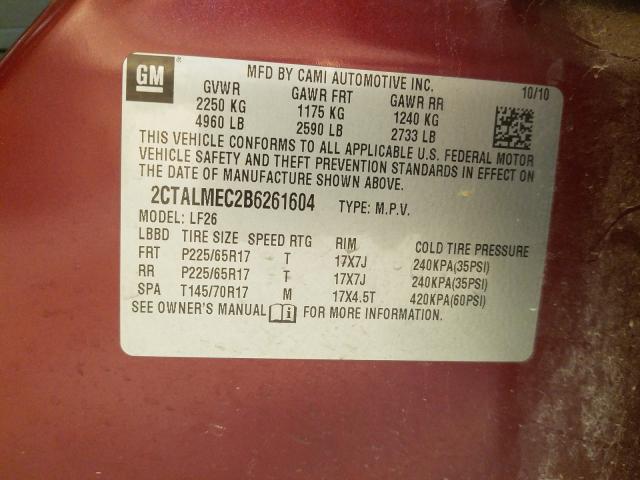 GM
MFD BY CAMI AUTOMOTIVE INC.
10/10
GVWR GAWR FRT GAWR RR
2250 KG 1175 KG 1240 KG
4960 LB 2590 LB 2733 LB
THIS VEHICLE CONFORMS TO ALL APPLICABLE U.S. FEDERAL MOTOR
VEHICLE SAFETY AND THEFT PREVENTION STANDARDS IN EFFECT ON
THE DATE OF MANUFACTURE SHOWN ABOVE.
2CTALMEC2B6261604 TYPE: M.P.V.
MODEL: LF26
LBBD TIRE SIZE SPEED RTG RIM COLD TIRE PRESSURE
FRT P225/65R17 T 17X7J 240KPA(35PSI)
RR P225/65R17 T 17X7J 240KPA(35PSI)
SPA T145/70R17 M 17X4.5T 420KPA(60PSI)
SEE OWNER'S MANUAL FOR MORE INFORMATION.